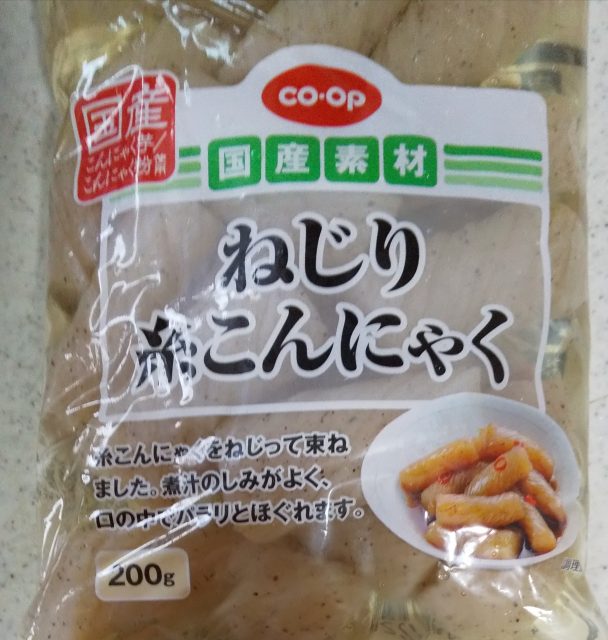 CO·OP
国産
こんにゃく芋/
こんにゃく粉葉
国産素材
ねじり
糸こんにゃく
糸こんにゃくをねじって束ね
ました。煮汁のしみがよく、
口の中でパラリとほぐれます。
200g
調理